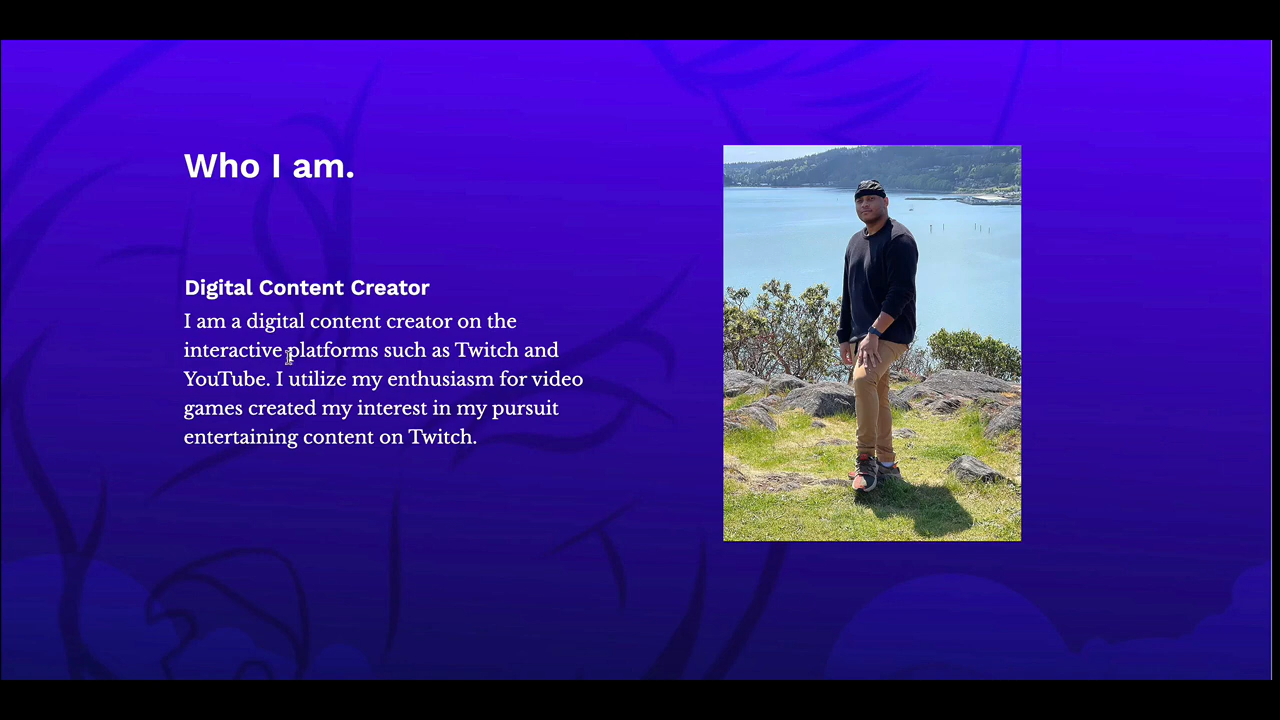 Who I am.
Digital Content Creator
I am a digital content creator on the
interactive platforms such as Twitch and
YouTube. I utilize my enthusiasm for video
games created my interest in my pursuit
entertaining content on Twitch.